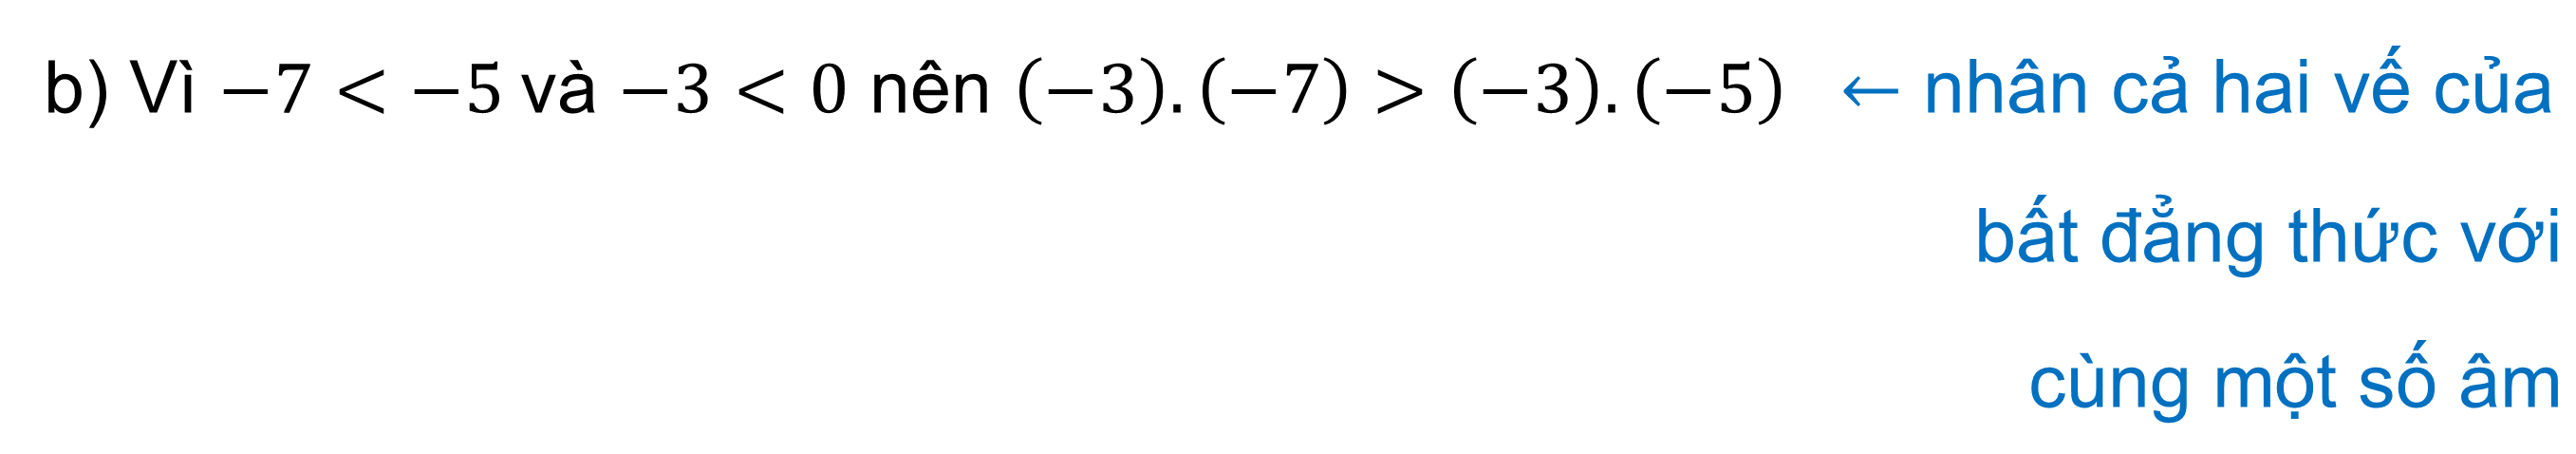 b) Vì −7 < −5 và −3 < 0 nên (−3).(−7) > (−3).(−5) ← nhân cả hai vế của
bất đẳng thức với
cùng một số âm